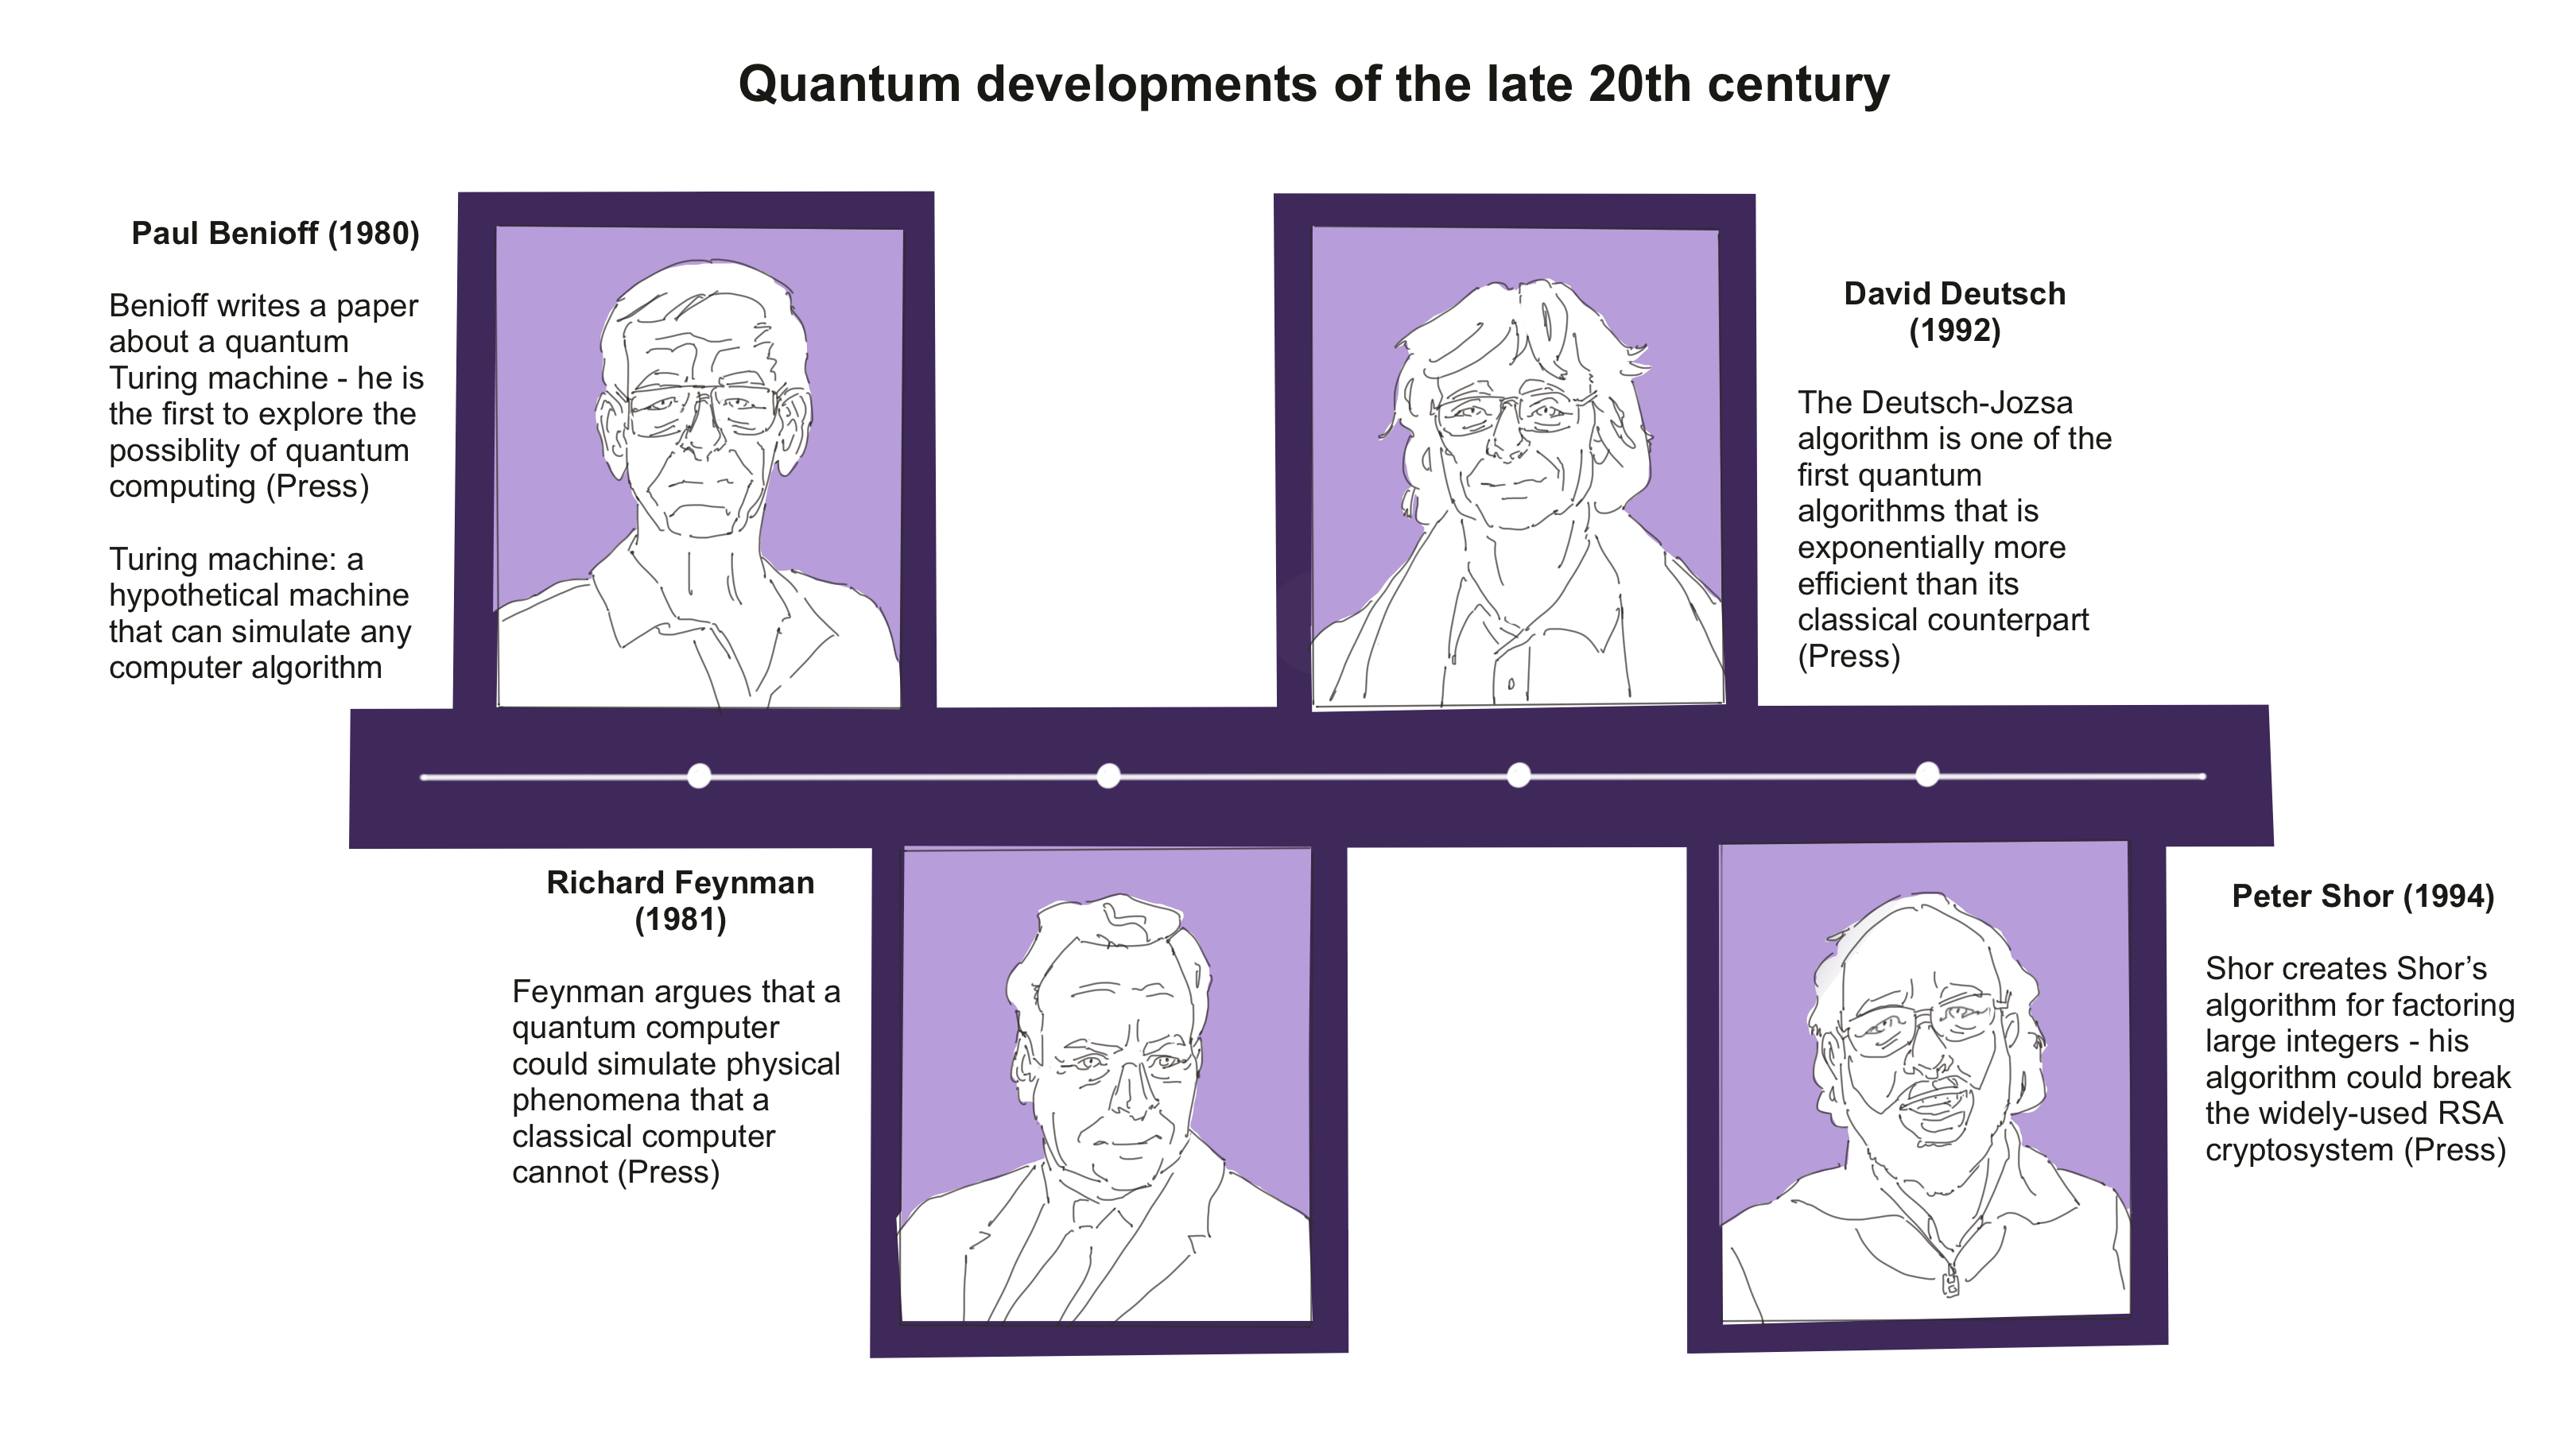 Quantum developments of the late 20th century
Paul Benioff (1980)
Benioff writes a paper
about a quantum
Turing machine - he is
the first to explore the
possiblity of quantum
computing (Press)
Turing machine: a
hypothetical machine
that can simulate any
computer algorithm
David Deutsch
(1992)
The Deutsch-Jozsa
algorithm is one of the
first quantum
algorithms that is
exponentially more
efficient than its
classical counterpart
(Press)
Richard Feynman
(1981)
Feynman argues that a
quantum computer
could simulate physical
phenomena that a
classical computer
cannot (Press)
Peter Shor (1994)
Shor creates Shor’s
algorithm for factoring
large integers - his
algorithm could break
the widely-used RSA
cryptosystem (Press)